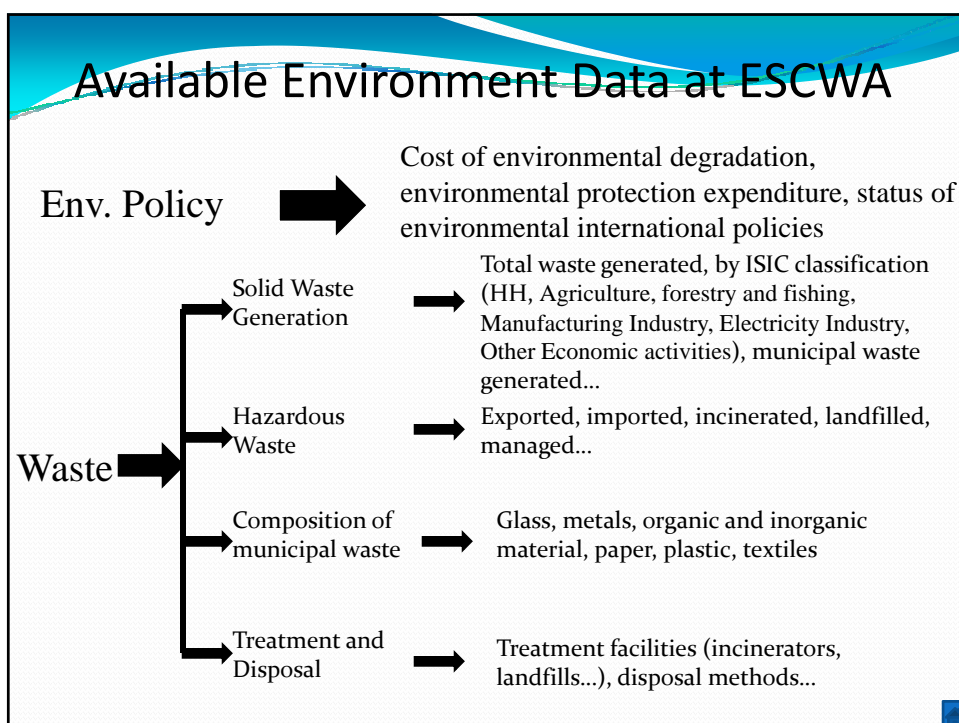 Available Environment Data at ESCWA
Env. Policy
Cost of environmental degradation,
environmental protection expenditure, status of
environmental international policies
Waste
Solid Waste
Generation
Total waste generated, by ISIC classification
(HH, Agriculture, forestry and fishing,
Manufacturing Industry, Electricity Industry,
Other Economic activities), municipal waste
generated...
Hazardous
Waste
Exported, imported, incinerated, landfilled,
managed...
Composition of
municipal waste
Glass, metals, organic and inorganic
material, paper, plastic, textiles
Treatment and
Disposal
Treatment facilities (incinerators,
landfills...), disposal methods...